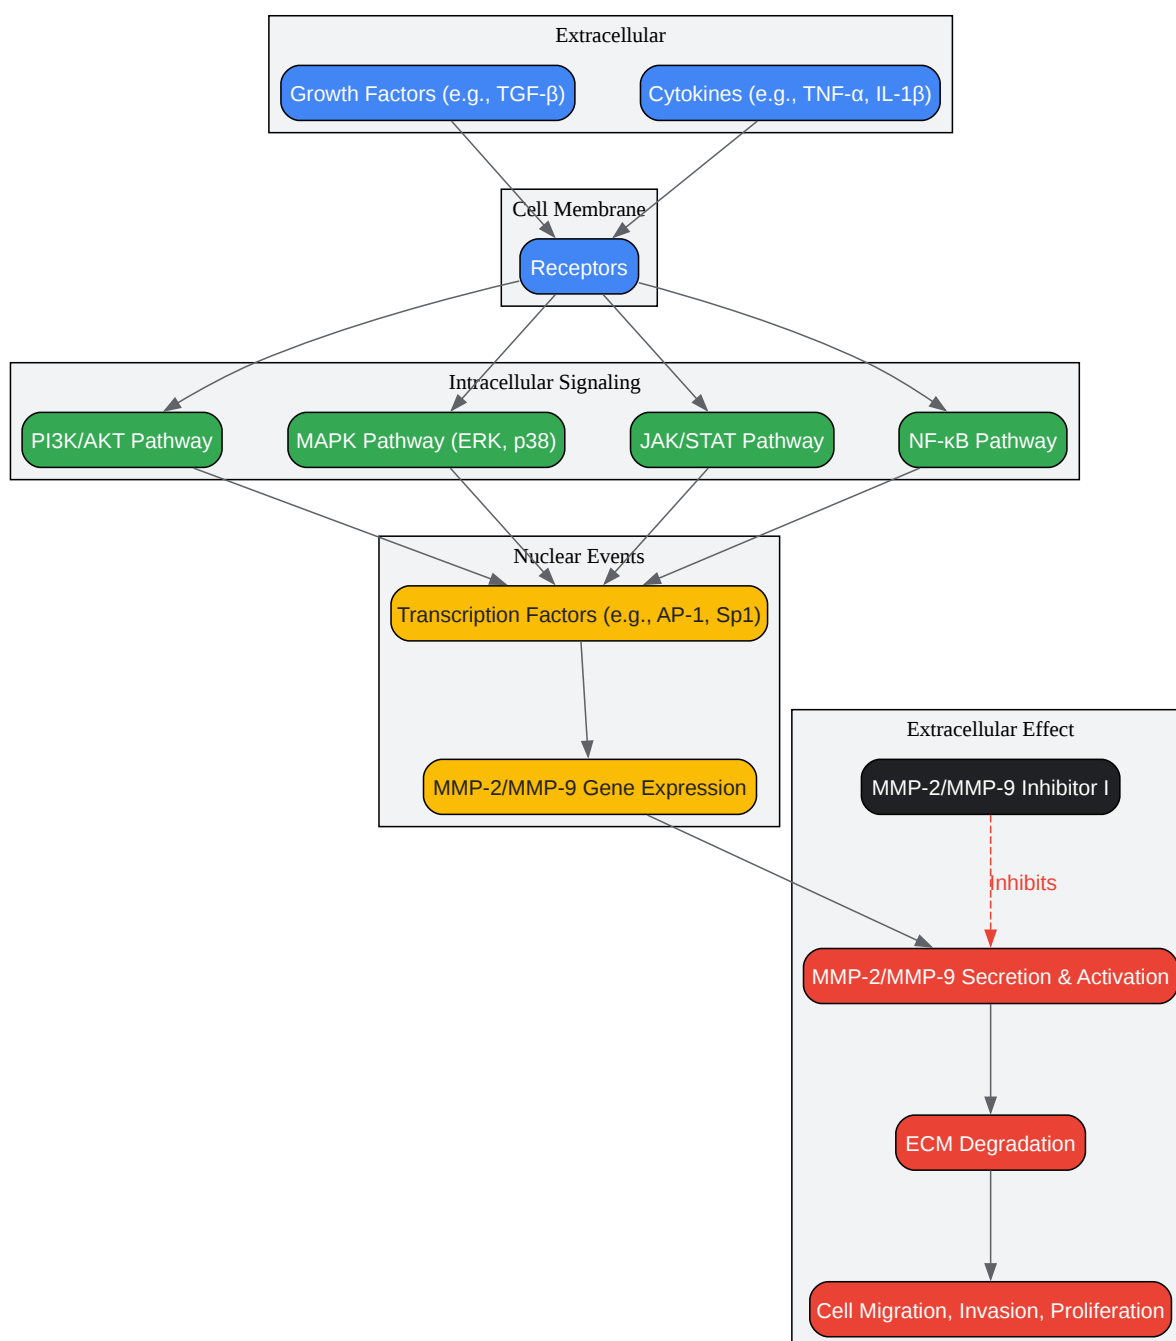 Extracellular
Growth Factors (e.g., TGF-β)
Cytokines (e.g., TNF-α, IL-1β)
Cell Membrane
Receptors
Intracellular Signaling
PI3K/AKT Pathway
MAPK Pathway (ERK, p38)
JAK/STAT Pathway
NF-κB Pathway
Nuclear Events
Transcription Factors (e.g., AP-1, Sp1)
MMP-2/MMP-9 Gene Expression
Extracellular Effect
MMP-2/MMP-9 Inhibitor I
Inhibits
MMP-2/MMP-9 Secretion & Activation
ECM Degradation
Cell Migration, Invasion, Proliferation